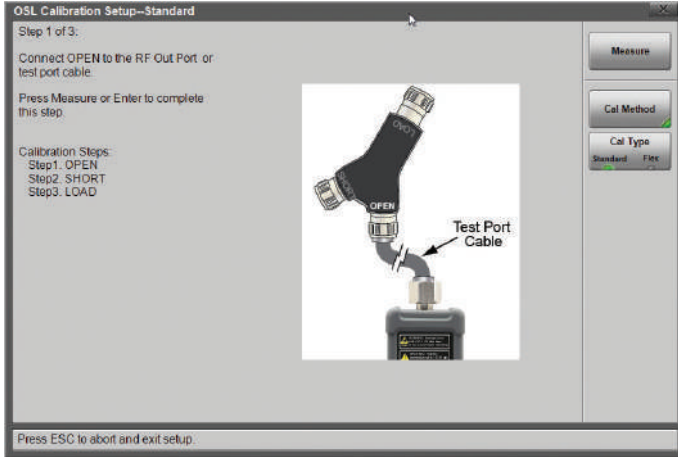 OSL Calibration Setup--Standard
Step 1 of 3:
Connect OPEN to the RF Out Port or
test port cable.
Press Measure or Enter to complete
this step.
Calibration Steps:
Step1. OPEN
Step2. SHORT
Step3. LOAD
LOAD
SHORT
OPEN
Test Port
Cable
Measure
Cal Method
Cal Type
Standard Flex
Press ESC to abort and exit setup.